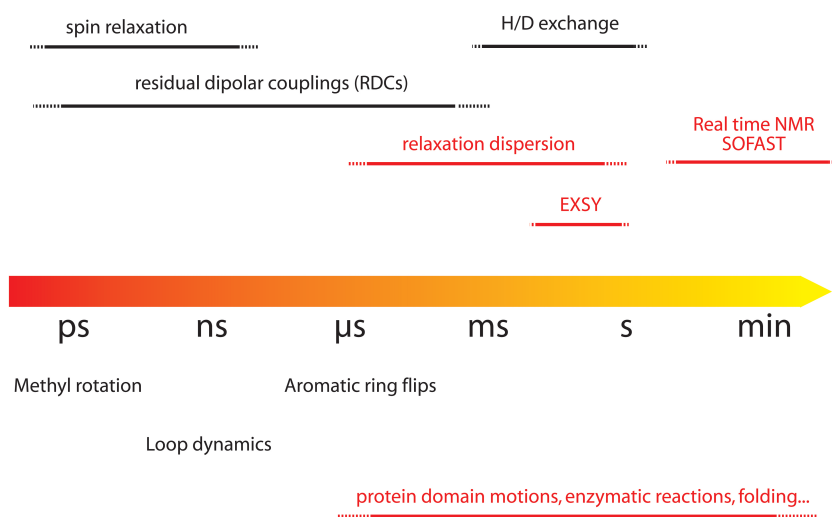 spin relaxation
H/D exchange
residual dipolar couplings (RDCs)
Real time NMR
SOFAST
relaxation dispersion
EXSY
ps ns µs ms s min
Methyl rotation
Aromatic ring flips
Loop dynamics
protein domain motions, enzymatic reactions, folding...